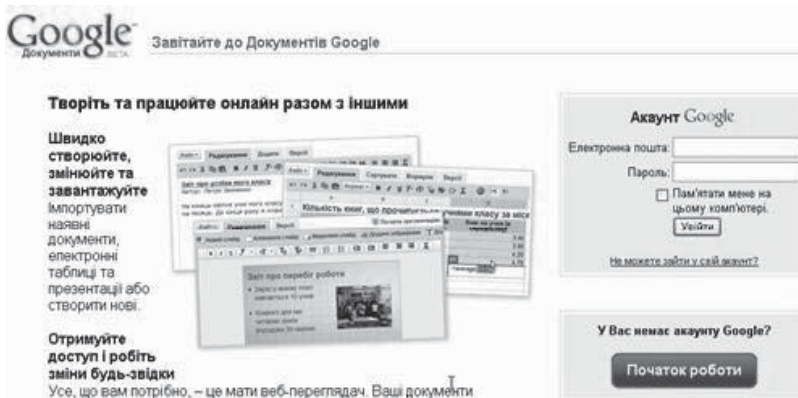 Google
Документи BETA
Завітайте до Документів Google
Творіть та працюйте онлайн разом з іншими
Швидко
створюйте,
змінюйте та
завантажуйте
Імпортувати
наявні
документи,
електронні
таблиці та
презентації або
створити нові.
Звіт про перебіг роботи
Кількість книг, що прочитали учнями класу за міся
Отримуйте
доступ і робіть
зміни будь-звідки
Усе, що вам потрібно, – це мати веб-переглядач. Ваші документи
Акаунт Google
Електронна пошта:
Пароль:
Пам'ятати мене на
цьому комп'ютері.
Увійти
Не можете зайти у свій акаунт?
У Вас немає акаунту Google?
Початок роботи